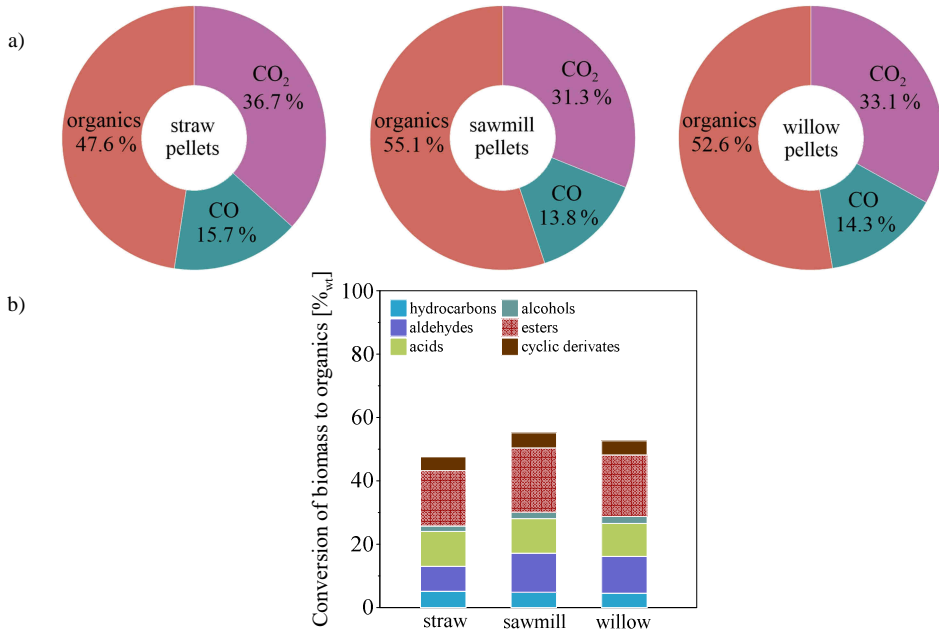 a)
organics
47.6 %
CO₂
36.7 %
straw
pellets
CO
15.7 %
organics
55.1 %
CO₂
31.3 %
sawmill
pellets
CO
13.8 %
organics
52.6 %
CO₂
33.1 %
willow
pellets
CO
14.3 %
b)
Conversion of biomass to organics [%wt]
100
80
60
40
20
0
hydrocarbons
aldehydes
acids
alcohols
esters
cyclic derivates
straw
sawmill
willow